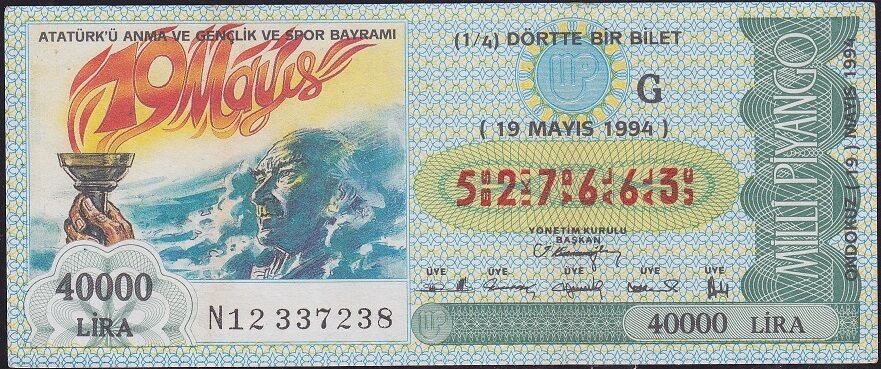 ATATÜRK'Ü ANMA VE GENÇLİK VE SPOR BAYRAMI
19 Mayıs
40000
LİRA
N12 337238
(1/4) DÖRTTE BİR BİLET
MP
G
( 19 MAYIS 1994 )
527663
YÖNETİM KURULU
BAŞKAN
ÜYE ÜYE ÜYE ÜYE ÜYE
MP
40000 LİRA
MİLLİ PİYANGO
ONDOKUZ ( 19 ) MAYIS 1994